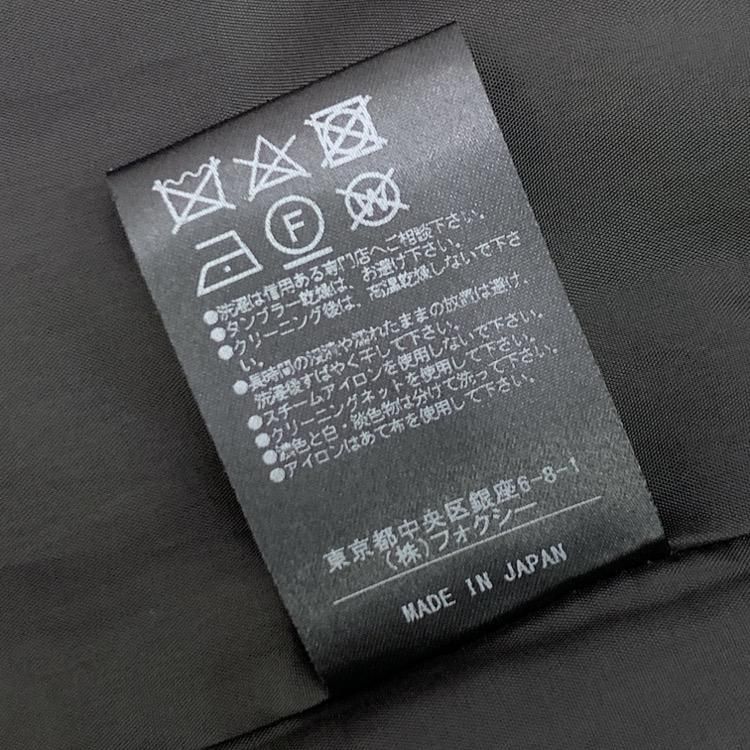 F
W
●洗濯は信用ある専門店へご相談下さい。
●タンブラー乾燥は、お避け下さい。
●クリーニング後は、高温乾燥しないで下さ
い。
●長時間の浸漬や濡れたままの放置は避け、
洗濯後すばやく干して下さい。
●スチームアイロンを使用しないで下さい。
●クリーニングネットを使用して下さい。
●濃色と白・淡色物は分けて洗って下さい。
●アイロンはあて布を使用して下さい。
東京都中央区銀座6-8-1
(株)フォクシー
MADE IN JAPAN